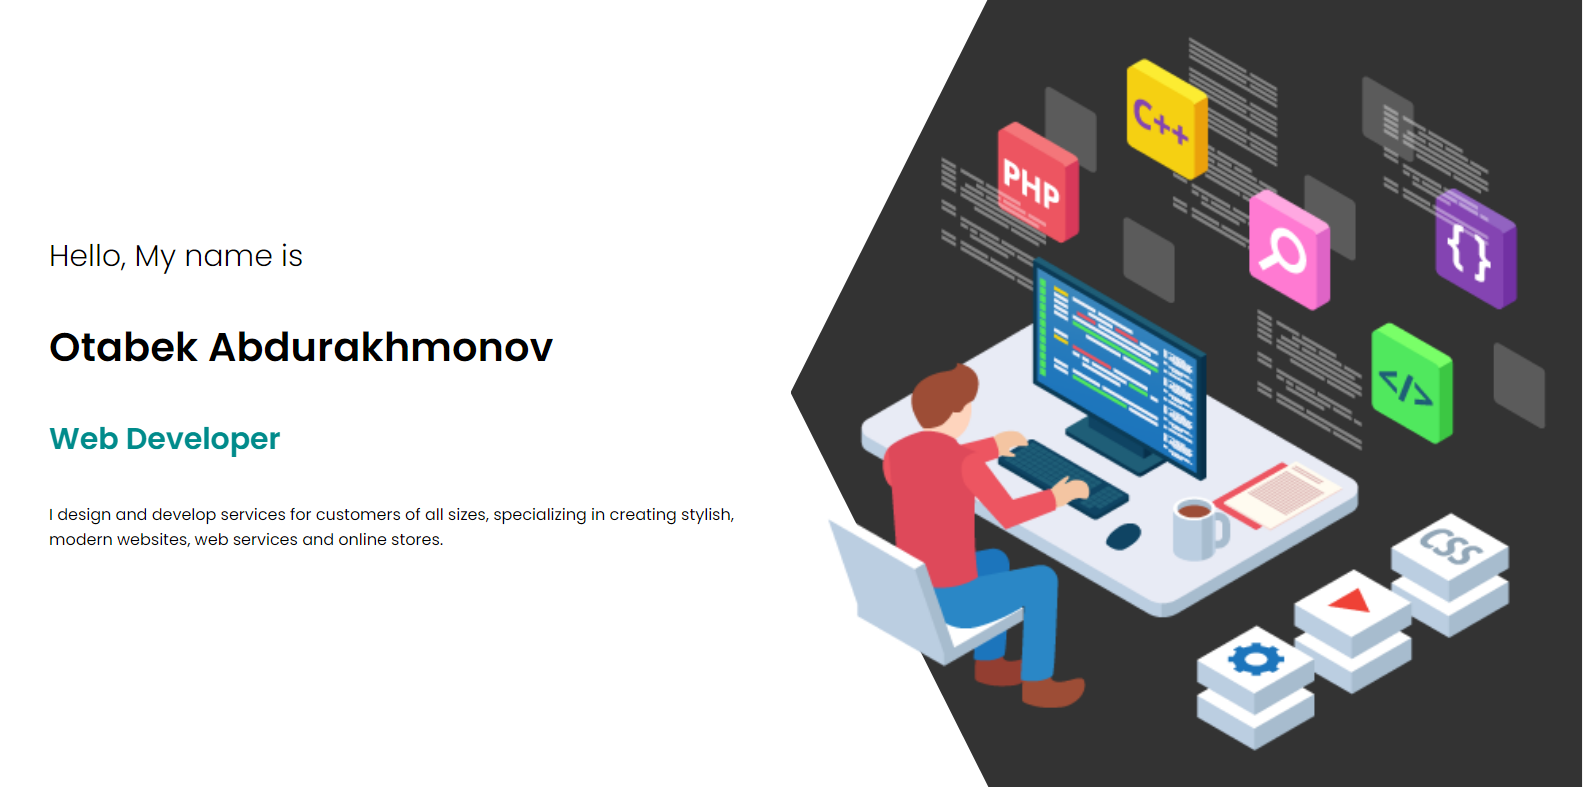 Hello, My name is
Otabek Abdurakhmonov
Web Developer
I design and develop services for customers of all sizes, specializing in creating stylish,
modern websites, web services and online stores.
C++
PHP
{}
</>
CSS